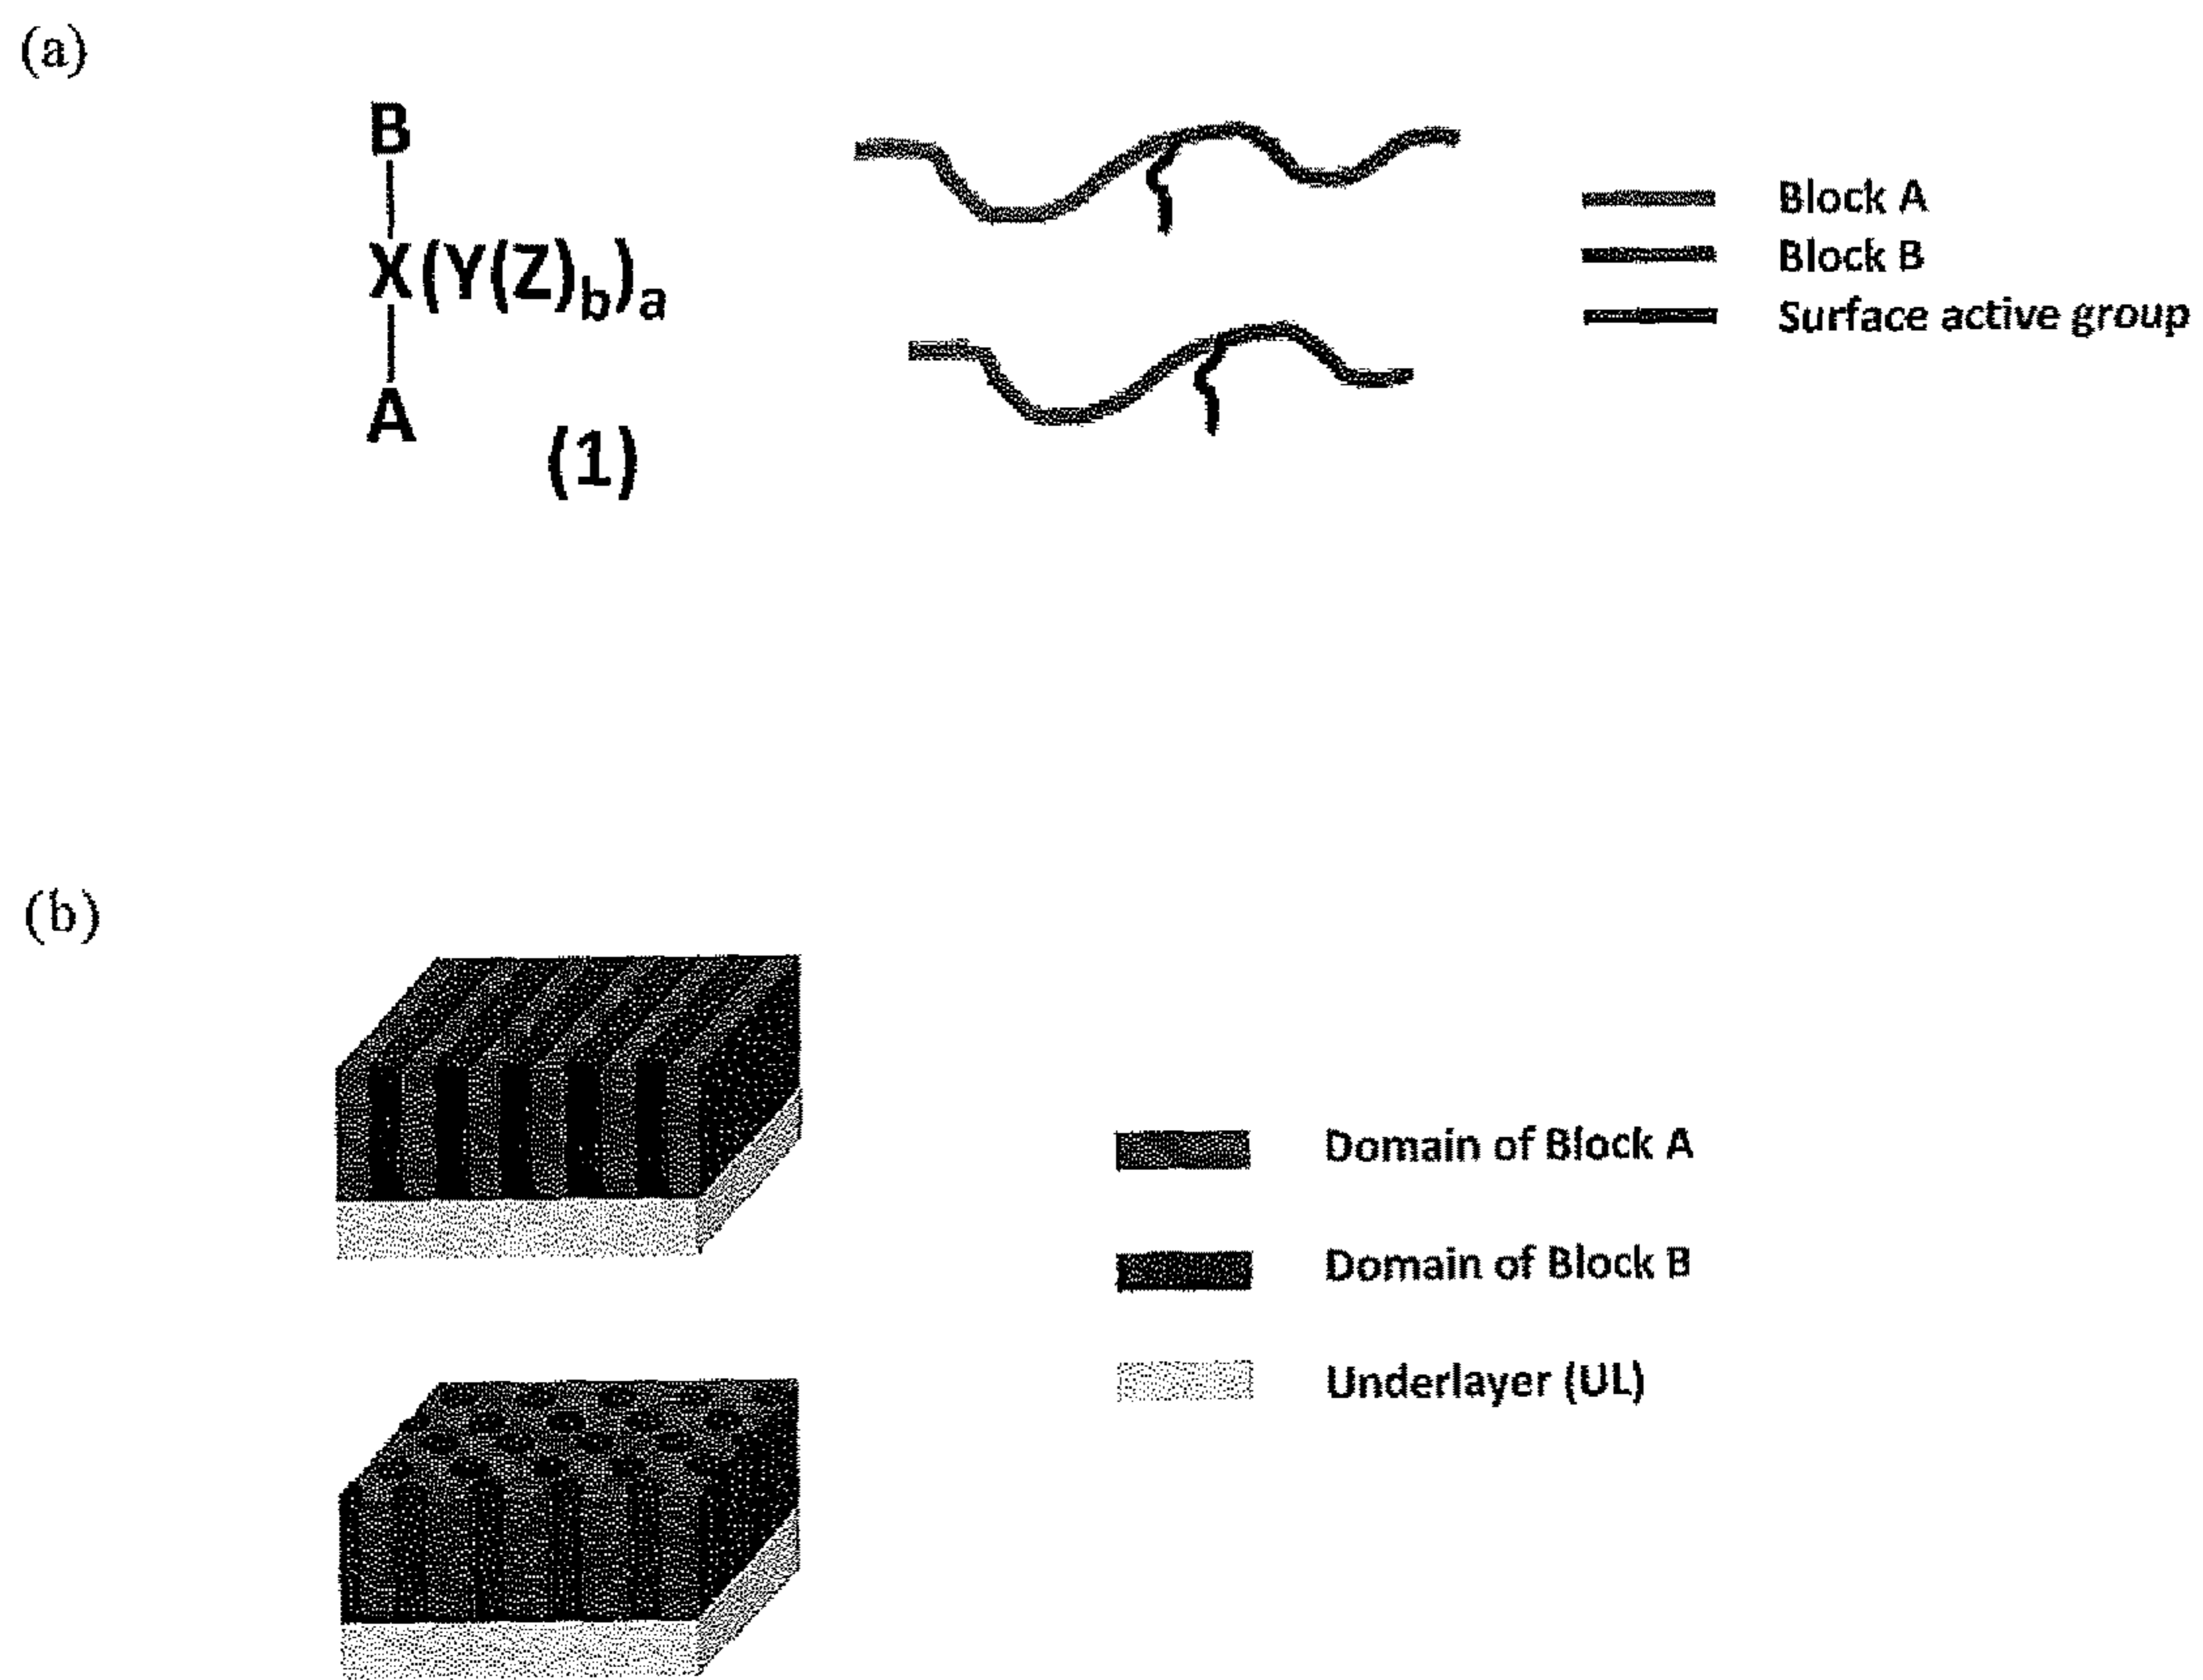 (a)
B
X(Y(Z)b)a
A
(1)
Block A
Block B
Surface active group
(b)
Domain of Block A
Domain of Block B
Underlayer (UL)